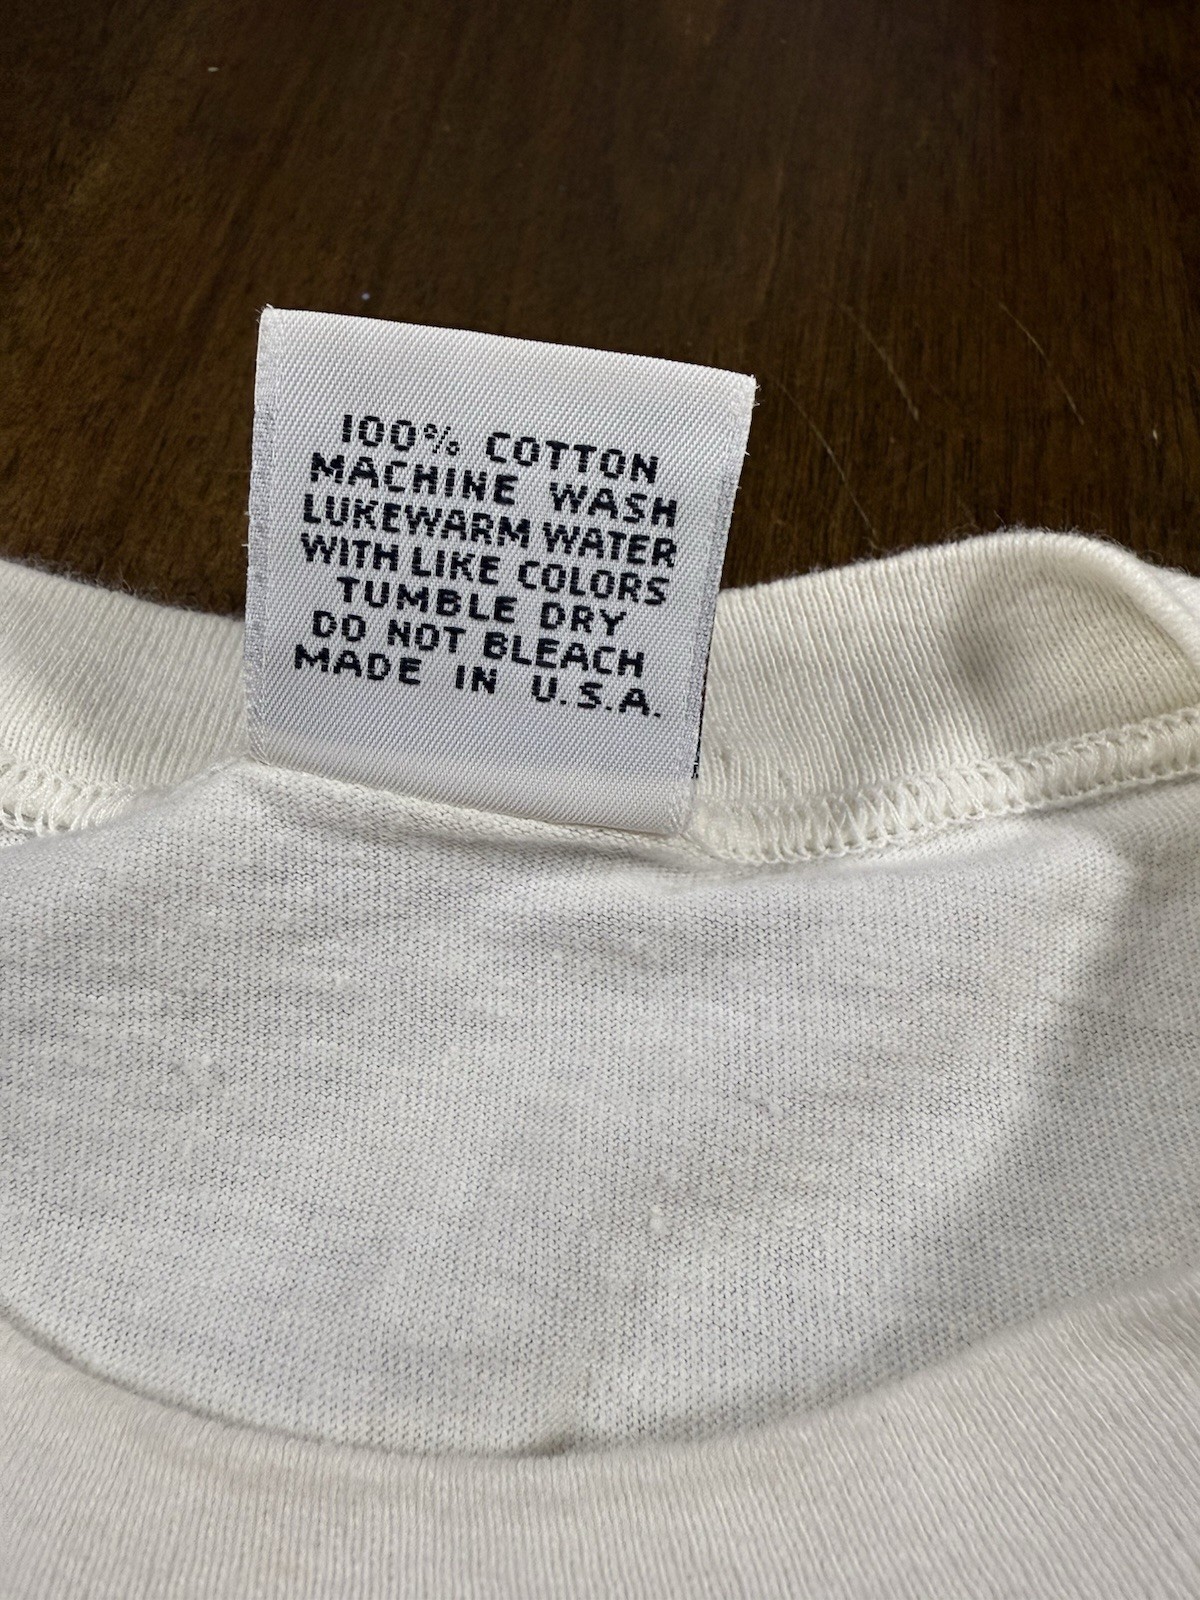 100% COTTON
MACHINE WASH
LUKEWARM WATER
WITH LIKE COLORS
TUMBLE DRY
DO NOT BLEACH
MADE IN U.S.A.